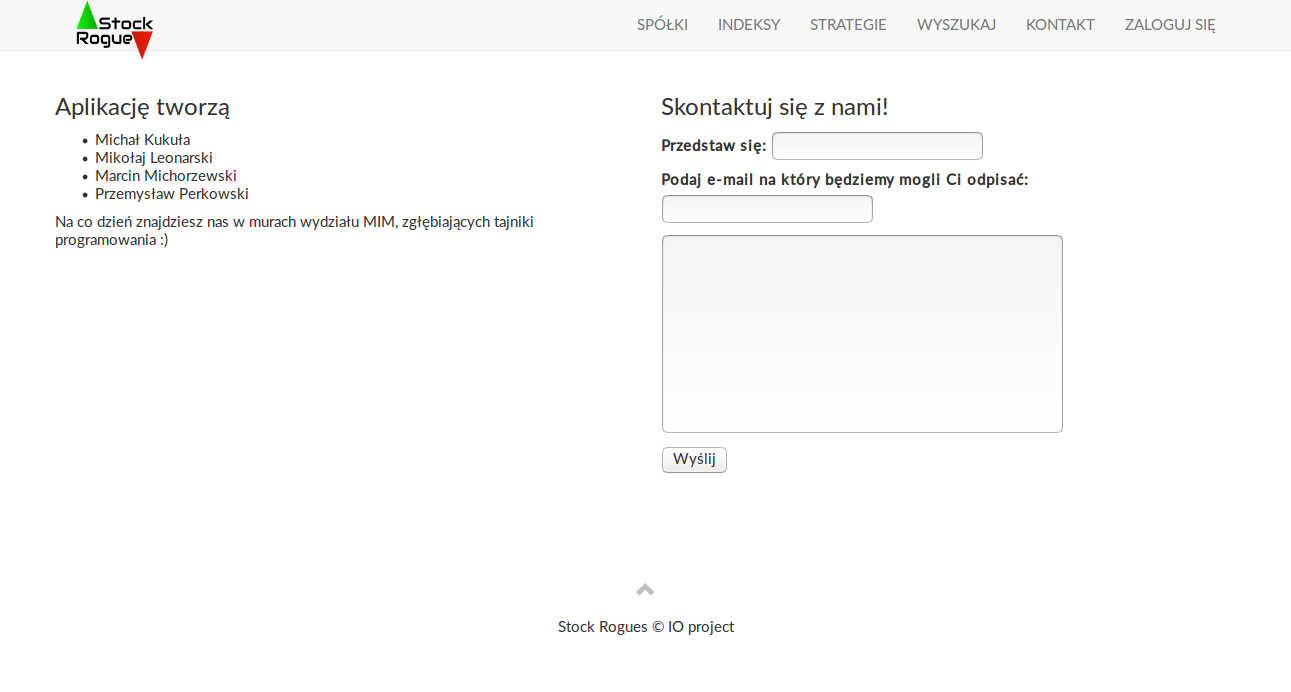 Stock
Rogue
SPÓŁKI
INDEKSY
STRATEGIE
WYSZUKAJ
KONTAKT
ZALOGUJ SIĘ
Aplikację tworzą
Michał Kukuła
Mikołaj Leonarski
Marcin Michorzewski
Przemysław Perkowski
Na co dzień znajdziesz nas w murach wydziału MIM, zgłębiających tajniki
programowania :)
Skontaktuj się z nami!
Przedstaw się:
Podaj e-mail na który będziemy mogli Ci odpisać:
Wyślij
Stock Rogues © IO project